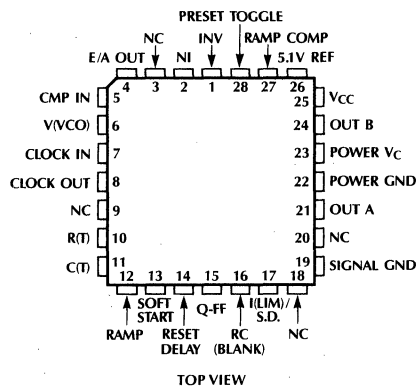 PRESET TOGGLE
NC INV RAMP COMP
E/A OUT NI 5.1V REF
4 3 2 1 28 27 26
CMP IN 5 25 VCC
V(VCO) 6 24 OUT B
CLOCK IN 7 23 POWER VC
CLOCK OUT 8 22 POWER GND
NC 9 21 OUT A
R(T) 10 20 NC
C(T) 11 19 SIGNAL GND
12 13 14 15 16 17 18
SOFT Q-FF I(LIM)/
START S.D.
RAMP RESET RC NC
DELAY (BLANK)
TOP VIEW